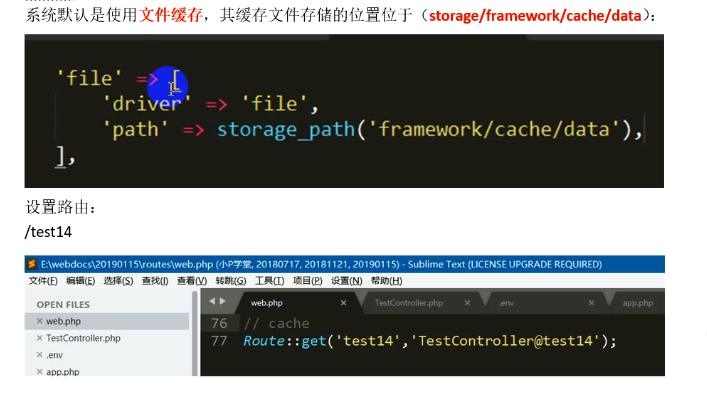 系统默认是使用文件缓存，其缓存文件存储的位置位于（storage/framework/cache/data）：
'file' => [
'driver' => 'file',
'path' => storage_path('framework/cache/data'),
],
设置路由：
/test14
E:\webdocs\20190115\routes\web.php (小P学堂, 20180717, 20181121, 20190115) - Sublime Text (LICENSE UPGRADE REQUIRED)
文件(F) 编辑(E) 选择(S) 查找(I) 查看(V) 转跳(G) 工具(T) 项目(P) 设置(N) 帮助(H)
OPEN FILES
web.php
TestController.php
.env
app.php
web.php TestController.php .env app.php
76 // cache
77 Route::get('test14','TestController@test14');